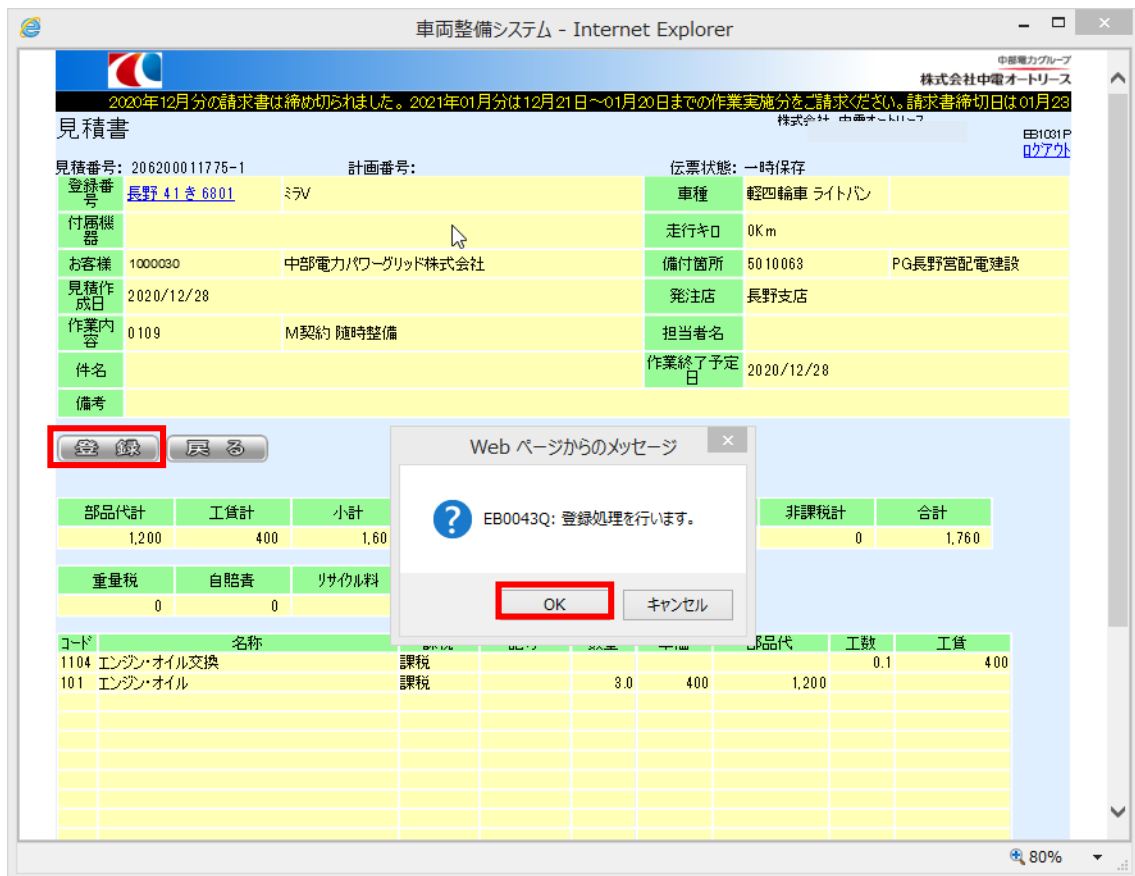 車両整備システム - Internet Explorer
中部電力グループ
株式会社中電オートリース
2020年12月分の請求書は締め切られました。2021年01月分は12月21日～01月20日までの作業実施分をご請求ください。請求書締切日は01月23
見積書
EB1031P
ログアウト
見積番号: 206200011775-1 計画番号: 伝票状態: 一時保存
登録番号 長野 41 き 6801 ミラV 車種 軽四輪車 ライトバン
付属機器 走行キロ 0Km
お客様 1000030 中部電力パワーグリッド株式会社 備付箇所 5010063 PG長野営配電建設
見積作成日 2020/12/28 発注店 長野支店
作業内容 0109 M契約 随時整備 担当者名
件名 作業終了予定日 2020/12/28
備考
登録 戻る
Web ページからのメッセージ
EB0043Q: 登録処理を行います。
OK キャンセル
部品代計 工賃計 小計 非課税計 合計
1,200 400 1,60 0 1,760
重量税 自賠責 リサイクル料
0 0
コード 名称 部品代 工数 工賃
1104 エンジン・オイル交換 課税 0.1 400
101 エンジン・オイル 課税 3.0 400 1,200
80%